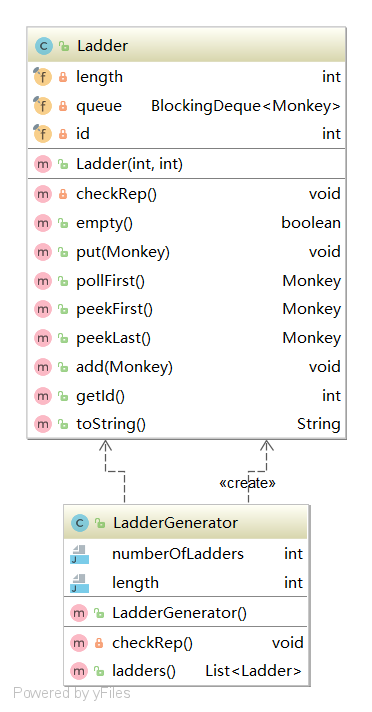 Ladder
length int
queue BlockingDeque<Monkey>
id int
Ladder(int, int)
checkRep() void
empty() boolean
put(Monkey) void
pollFirst() Monkey
peekFirst() Monkey
peekLast() Monkey
add(Monkey) void
getId() int
toString() String
«create»
LadderGenerator
numberOfLadders int
length int
LadderGenerator()
checkRep() void
ladders() List<Ladder>
Powered by yFiles